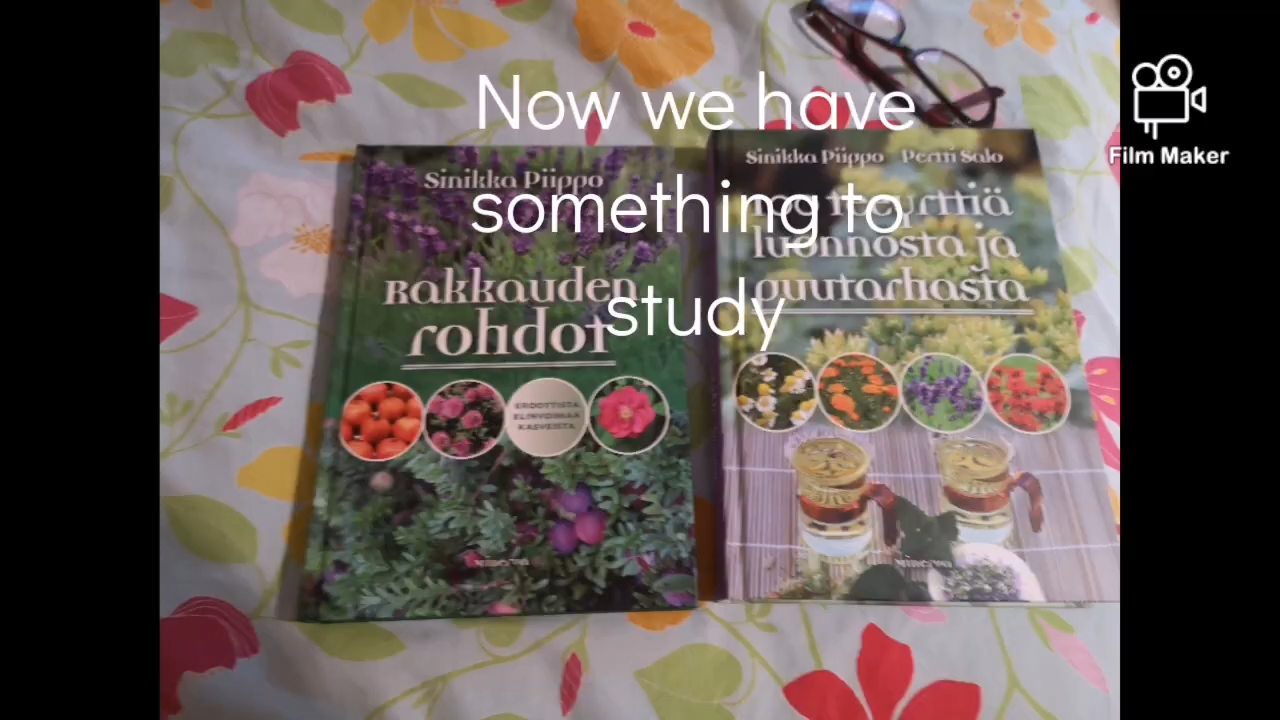 Now we have
something to
study
Film Maker
Sinikka Piippo
Rakkauden
rohdot
EROOTTISTA
ELINVOIMAA
KASVEISTA
Sinikka Piippo Pertti Salo
luonnosta ja
puutarhasta